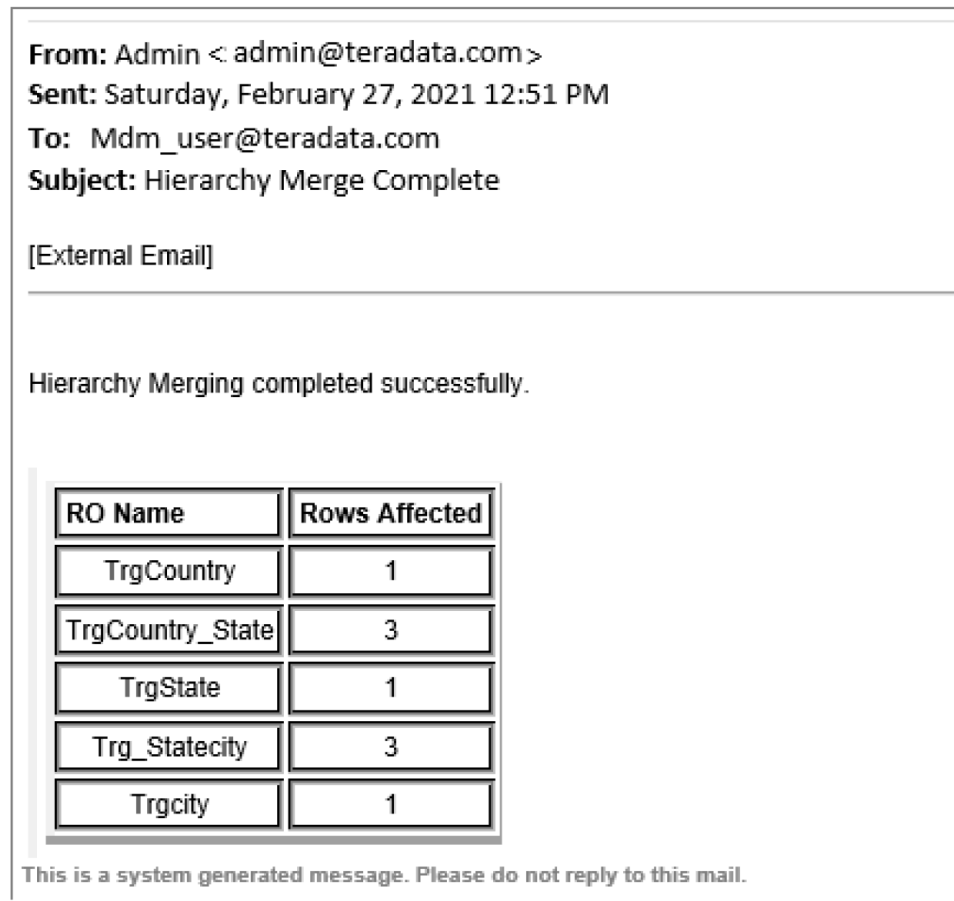 From: Admin < admin@teradata.com>
Sent: Saturday, February 27, 2021 12:51 PM
To: Mdm_user@teradata.com
Subject: Hierarchy Merge Complete
[External Email]
Hierarchy Merging completed successfully.
RO Name Rows Affected
TrgCountry 1
TrgCountry_State 3
TrgState 1
Trg_Statecity 3
Trgcity 1
This is a system generated message. Please do not reply to this mail.